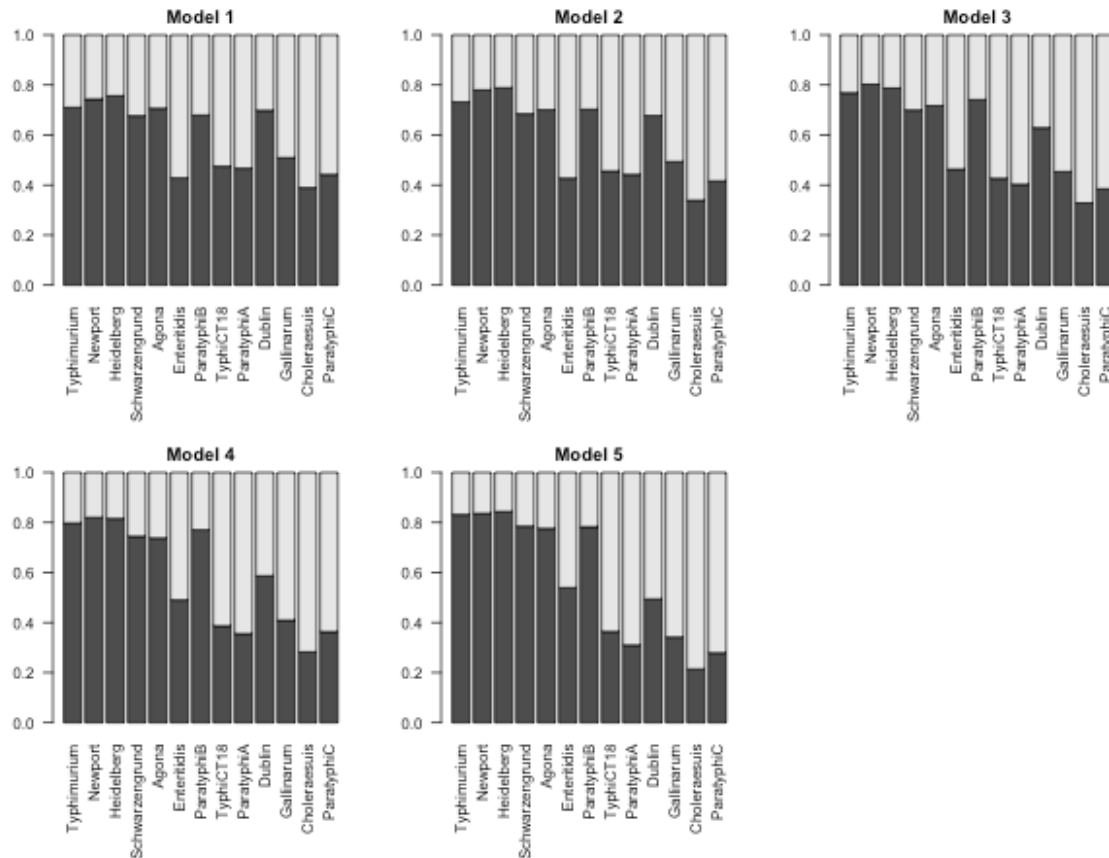 Model 1
1.0
0.8
0.6
0.4
0.2
0.0
Typhimurium
Newport
Heidelberg
Schwarzengrund
Agona
Enteritidis
ParatyphiB
TyphiCT18
ParatyphiA
Dublin
Gallinarum
Choleraesuis
ParatyphiC
Model 2
1.0
0.8
0.6
0.4
0.2
0.0
Typhimurium
Newport
Heidelberg
Schwarzengrund
Agona
Enteritidis
ParatyphiB
TyphiCT18
ParatyphiA
Dublin
Gallinarum
Choleraesuis
ParatyphiC
Model 3
1.0
0.8
0.6
0.4
0.2
0.0
Typhimurium
Newport
Heidelberg
Schwarzengrund
Agona
Enteritidis
ParatyphiB
TyphiCT18
ParatyphiA
Dublin
Gallinarum
Choleraesuis
ParatyphiC
Model 4
1.0
0.8
0.6
0.4
0.2
0.0
Typhimurium
Newport
Heidelberg
Schwarzengrund
Agona
Enteritidis
ParatyphiB
TyphiCT18
ParatyphiA
Dublin
Gallinarum
Choleraesuis
ParatyphiC
Model 5
1.0
0.8
0.6
0.4
0.2
0.0
Typhimurium
Newport
Heidelberg
Schwarzengrund
Agona
Enteritidis
ParatyphiB
TyphiCT18
ParatyphiA
Dublin
Gallinarum
Choleraesuis
ParatyphiC